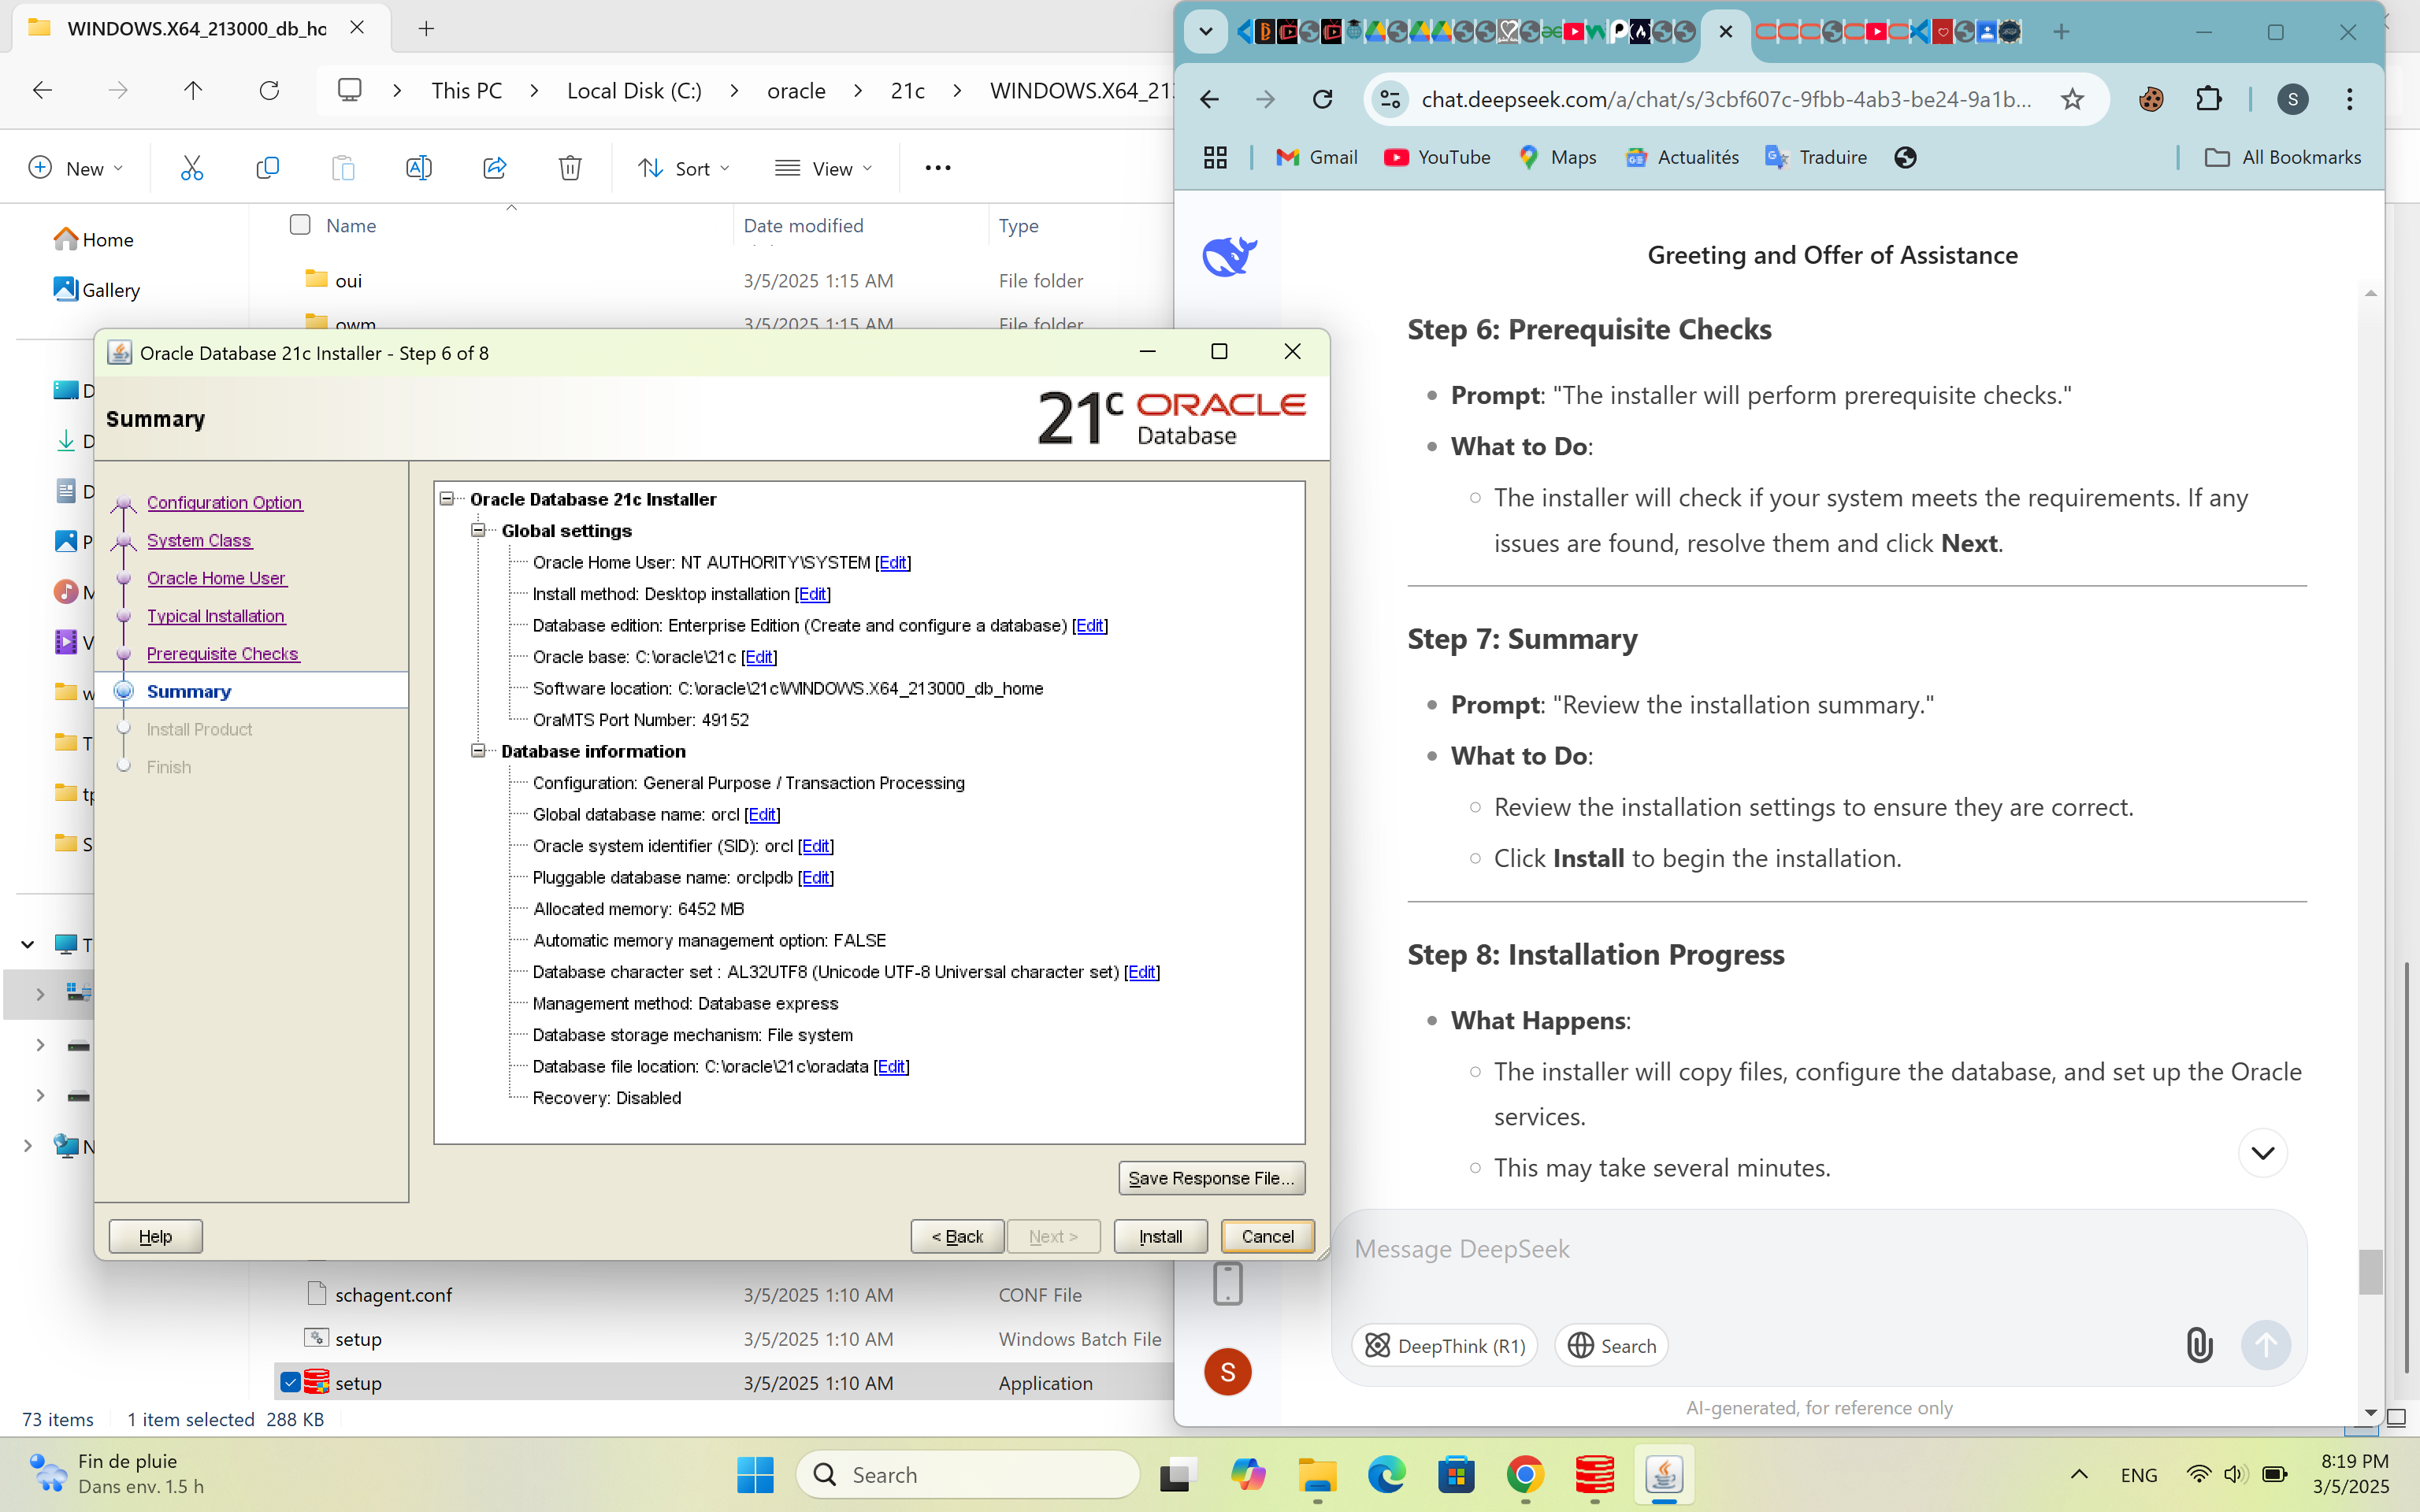 WINDOWS.X64_213000_db_hc
This PC
Local Disk (C:)
oracle
21c
WINDOWS.X64_21
New
Sort
View
Name
Date modified
Type
Home
Gallery
oui
3/5/2025 1:15 AM
File folder
owm
3/5/2025 1:15 AM
File folder
Oracle Database 21c Installer - Step 6 of 8
Summary
21c ORACLE
Database
Configuration Option
System Class
Oracle Home User
Typical Installation
Prerequisite Checks
Summary
Install Product
Finish
Oracle Database 21c Installer
Global settings
Oracle Home User: NT AUTHORITY\SYSTEM [Edit]
Install method: Desktop installation [Edit]
Database edition: Enterprise Edition (Create and configure a database) [Edit]
Oracle base: C:\oracle\21c [Edit]
Software location: C:\oracle\21c\WINDOWS.X64_213000_db_home
OraMTS Port Number: 49152
Database information
Configuration: General Purpose / Transaction Processing
Global database name: orcl [Edit]
Oracle system identifier (SID): orcl [Edit]
Pluggable database name: orclpdb [Edit]
Allocated memory: 6452 MB
Automatic memory management option: FALSE
Database character set : AL32UTF8 (Unicode UTF-8 Universal character set) [Edit]
Management method: Database express
Database storage mechanism: File system
Database file location: C:\oracle\21c\oradata [Edit]
Recovery: Disabled
Save Response File...
Help
< Back
Next >
Install
Cancel
schagent.conf
3/5/2025 1:10 AM
CONF File
setup
3/5/2025 1:10 AM
Windows Batch File
setup
3/5/2025 1:10 AM
Application
73 items
1 item selected 288 KB
chat.deepseek.com/a/chat/s/3cbf607c-9fbb-4ab3-be24-9a1b...
S
Gmail
YouTube
Maps
Actualités
Traduire
All Bookmarks
Greeting and Offer of Assistance
Step 6: Prerequisite Checks
Prompt: "The installer will perform prerequisite checks."
What to Do:
The installer will check if your system meets the requirements. If any
issues are found, resolve them and click Next.
Step 7: Summary
Prompt: "Review the installation summary."
What to Do:
Review the installation settings to ensure they are correct.
Click Install to begin the installation.
Step 8: Installation Progress
What Happens:
The installer will copy files, configure the database, and set up the Oracle
services.
This may take several minutes.
Message DeepSeek
DeepThink (R1)
Search
S
AI-generated, for reference only
Fin de pluie
Dans env. 1.5 h
Search
ENG
8:19 PM
3/5/2025